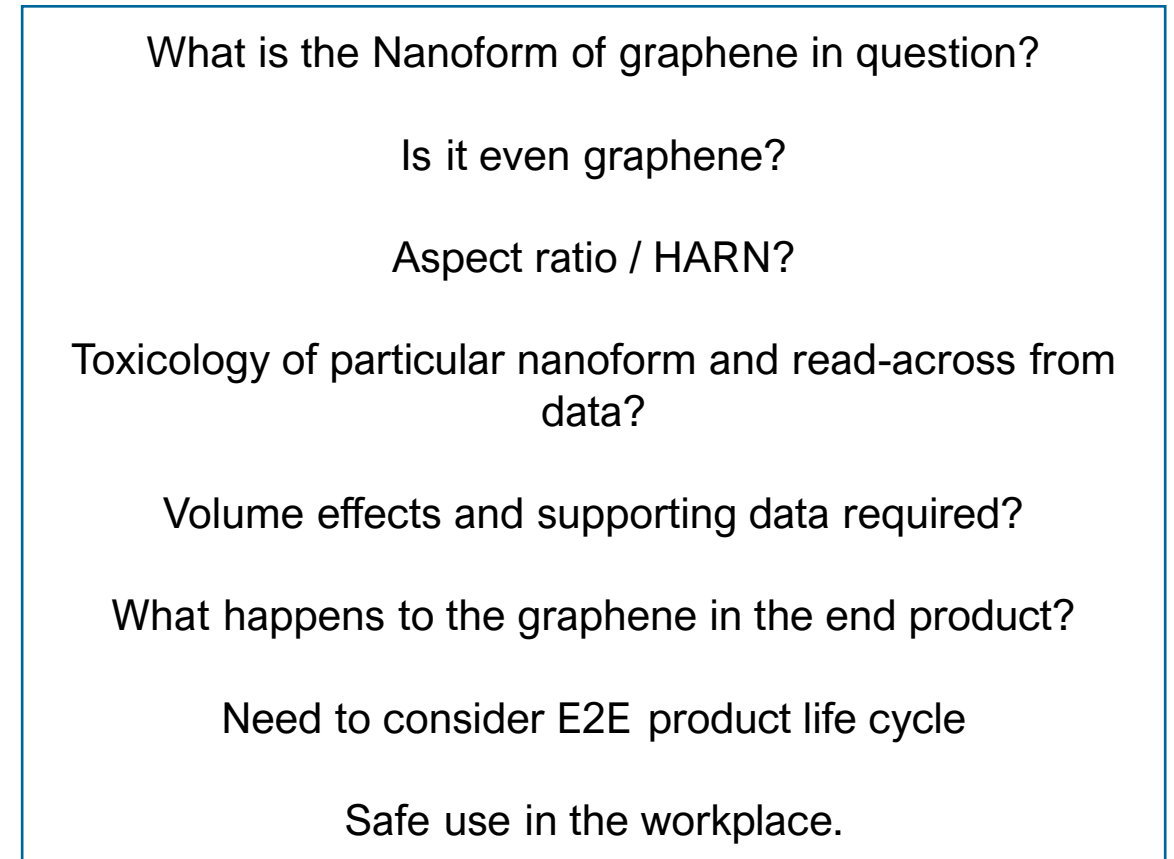 What is the Nanoform of graphene in question?
Is it even graphene?
Aspect ratio / HARN?
Toxicology of particular nanoform and read-across from
data?
Volume effects and supporting data required?
What happens to the graphene in the end product?
Need to consider E2E product life cycle
Safe use in the workplace.